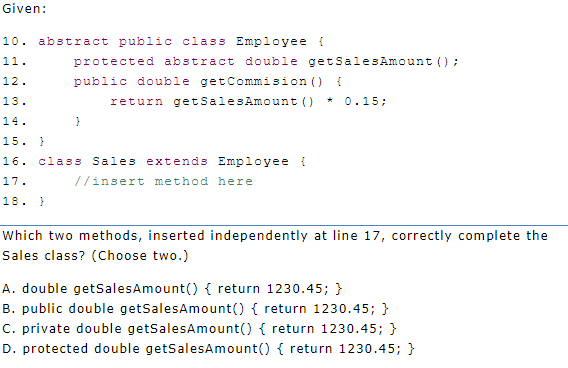 Given:
10. abstract public class Employee {
11.     protected abstract double getSalesAmount();
12.     public double getCommision() {
13.         return getSalesAmount() * 0.15;
14.     }
15. }
16. class Sales extends Employee {
17.     //insert method here
18. }
Which two methods, inserted independently at line 17, correctly complete the
Sales class? (Choose two.)
A. double getSalesAmount() { return 1230.45; }
B. public double getSalesAmount() { return 1230.45; }
C. private double getSalesAmount() { return 1230.45; }
D. protected double getSalesAmount() { return 1230.45; }